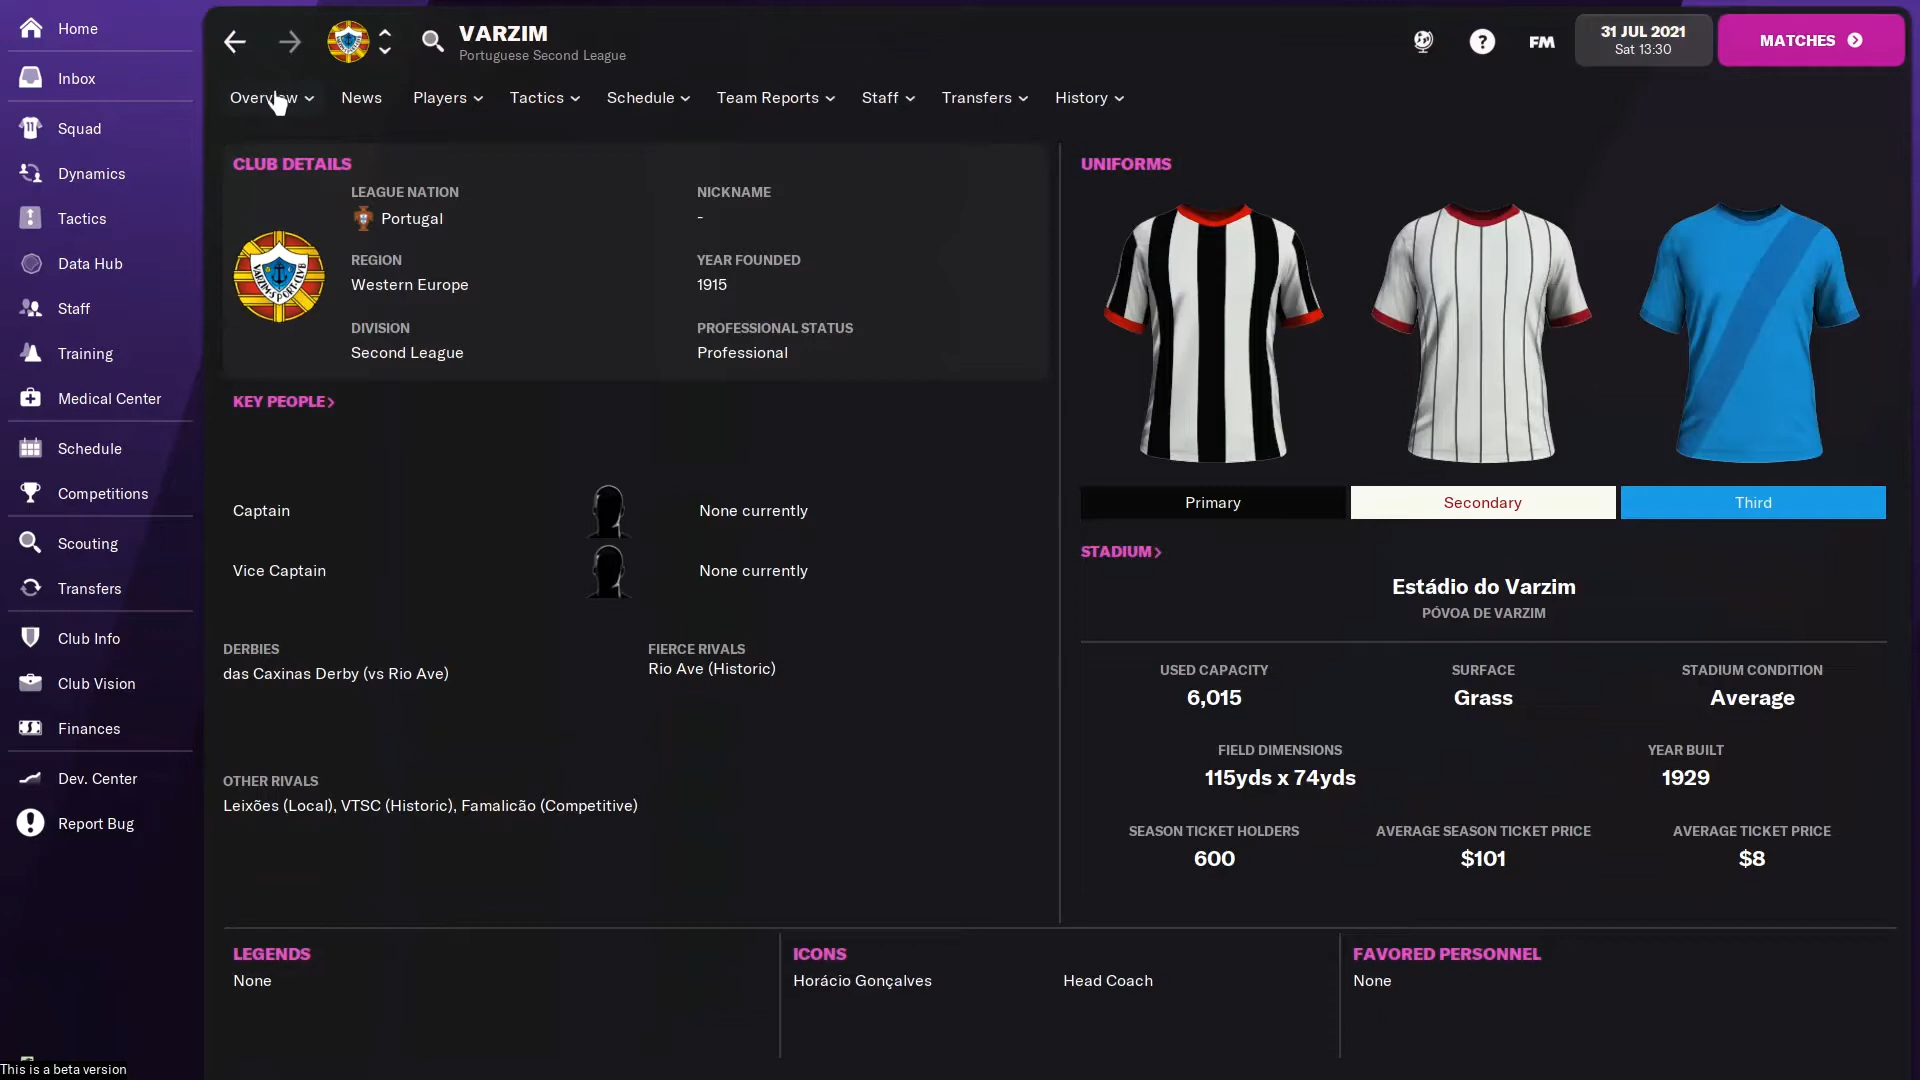 Home
Inbox
Squad
Dynamics
Tactics
Data Hub
Staff
Training
Medical Center
Schedule
Competitions
Scouting
Transfers
Club Info
Club Vision
Finances
Dev. Center
Report Bug
This is a beta version
VARZIM
Portuguese Second League
FM
31 JUL 2021
Sat 13:30
MATCHES
Overview News Players Tactics Schedule Team Reports Staff Transfers History
CLUB DETAILS
VARZIM SPORT CLUB
LEAGUE NATION
Portugal
NICKNAME
-
REGION
Western Europe
YEAR FOUNDED
1915
DIVISION
Second League
PROFESSIONAL STATUS
Professional
KEY PEOPLE>
Captain None currently
Vice Captain None currently
DERBIES
das Caxinas Derby (vs Rio Ave)
FIERCE RIVALS
Rio Ave (Historic)
OTHER RIVALS
Leixões (Local), VTSC (Historic), Famalicão (Competitive)
UNIFORMS
Primary Secondary Third
STADIUM>
Estádio do Varzim
PÓVOA DE VARZIM
USED CAPACITY
6,015
SURFACE
Grass
STADIUM CONDITION
Average
FIELD DIMENSIONS
115yds x 74yds
YEAR BUILT
1929
SEASON TICKET HOLDERS
600
AVERAGE SEASON TICKET PRICE
$101
AVERAGE TICKET PRICE
$8
LEGENDS
None
ICONS
Horácio Gonçalves Head Coach
FAVORED PERSONNEL
None